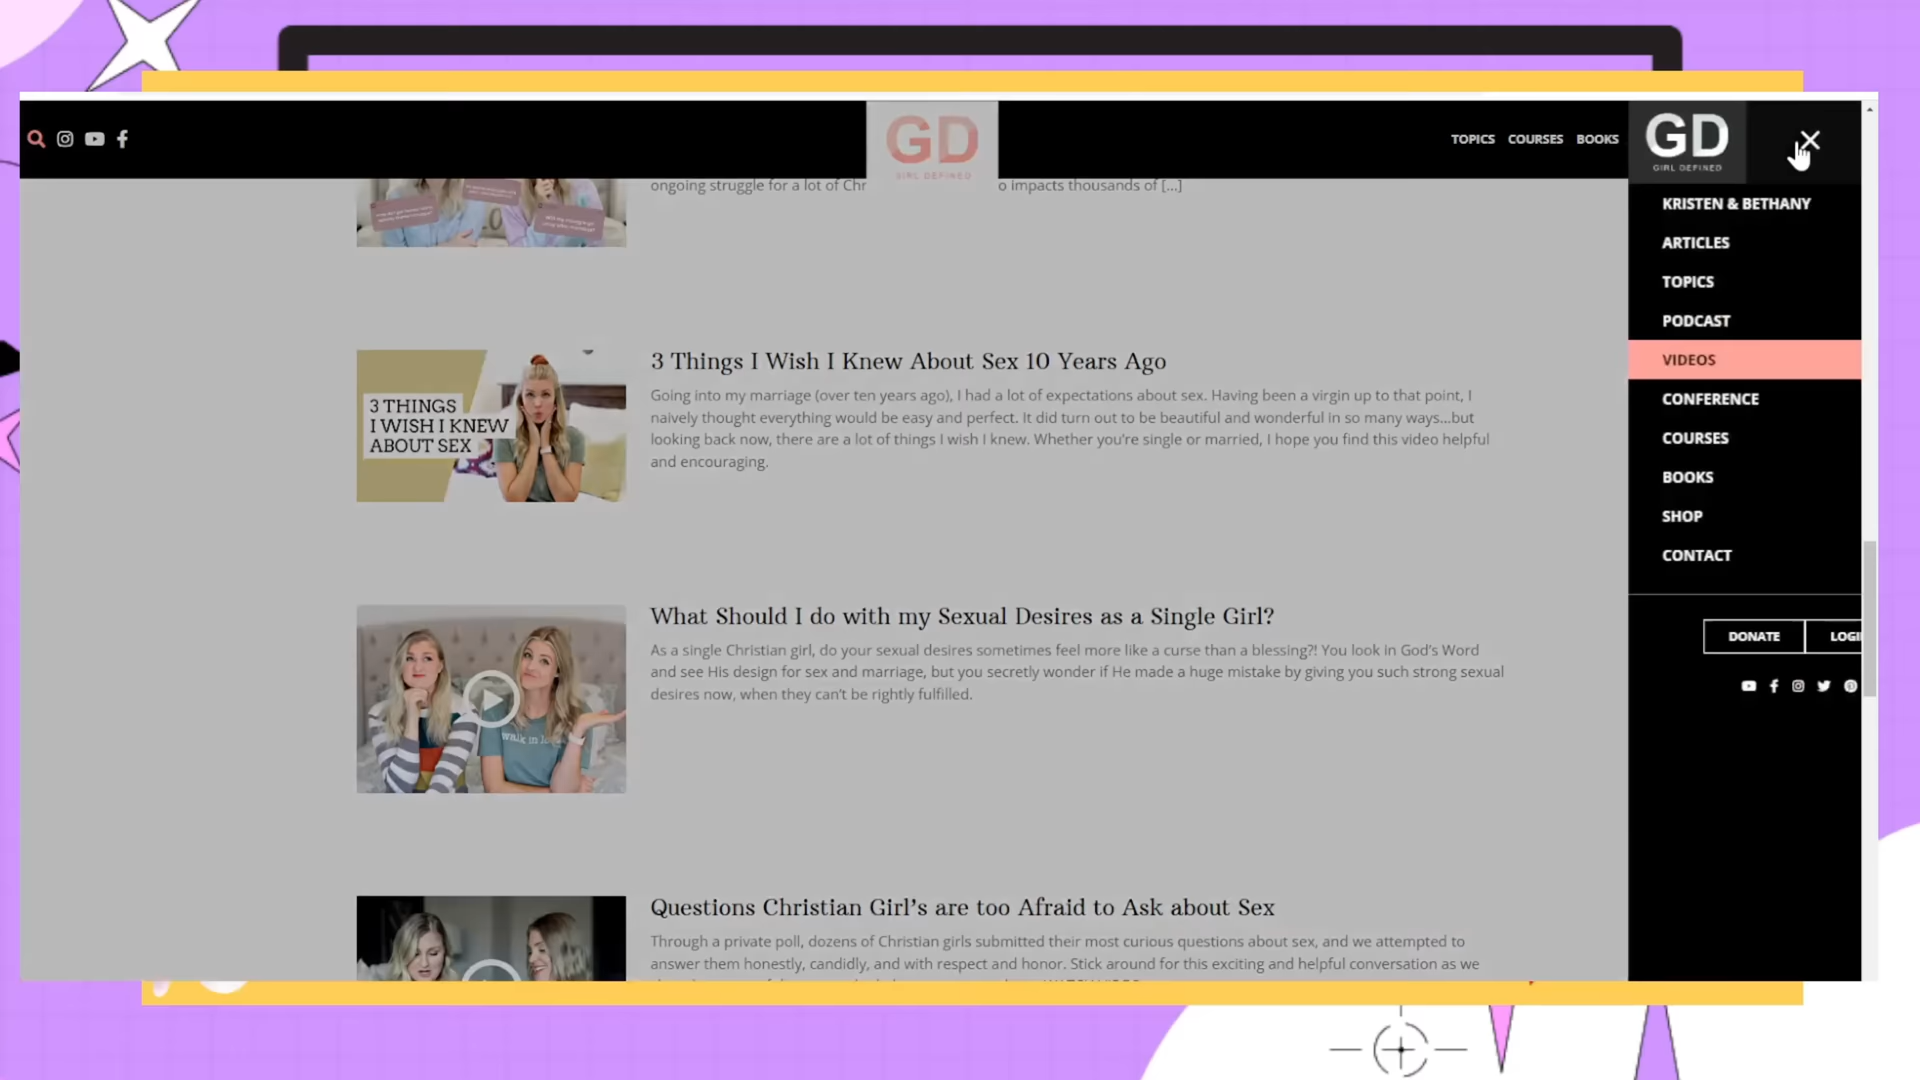 GD
GIRL DEFINED
TOPICS COURSES BOOKS
GD
GIRL DEFINED
KRISTEN & BETHANY
ARTICLES
TOPICS
PODCAST
VIDEOS
CONFERENCE
COURSES
BOOKS
SHOP
CONTACT
DONATE
LOGI
ongoing struggle for a lot of Chr
o impacts thousands of [...]
3 THINGS
I WISH I KNEW
ABOUT SEX
3 Things I Wish I Knew About Sex 10 Years Ago
Going into my marriage (over ten years ago), I had a lot of expectations about sex. Having been a virgin up to that point, I
naively thought everything would be easy and perfect. It did turn out to be beautiful and wonderful in so many ways...but
looking back now, there are a lot of things I wish I knew. Whether you're single or married, I hope you find this video helpful
and encouraging.
walk in lo
What Should I do with my Sexual Desires as a Single Girl?
As a single Christian girl, do your sexual desires sometimes feel more like a curse than a blessing?! You look in God's Word
and see His design for sex and marriage, but you secretly wonder if He made a huge mistake by giving you such strong sexual
desires now, when they can't be rightly fulfilled.
Questions Christian Girl's are too Afraid to Ask about Sex
Through a private poll, dozens of Christian girls submitted their most curious questions about sex, and we attempted to
answer them honestly, candidly, and with respect and honor. Stick around for this exciting and helpful conversation as we